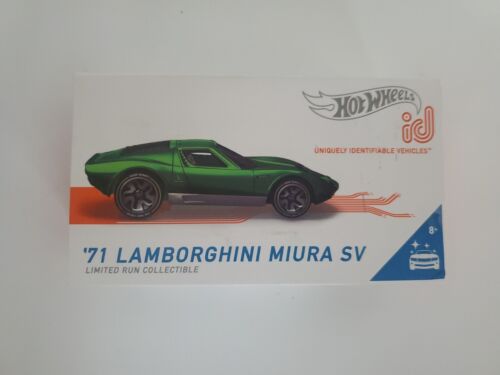 HOT WHEELS
id
UNIQUELY IDENTIFIABLE VEHICLES™
'71 LAMBORGHINI MIURA SV
LIMITED RUN COLLECTIBLE
8+